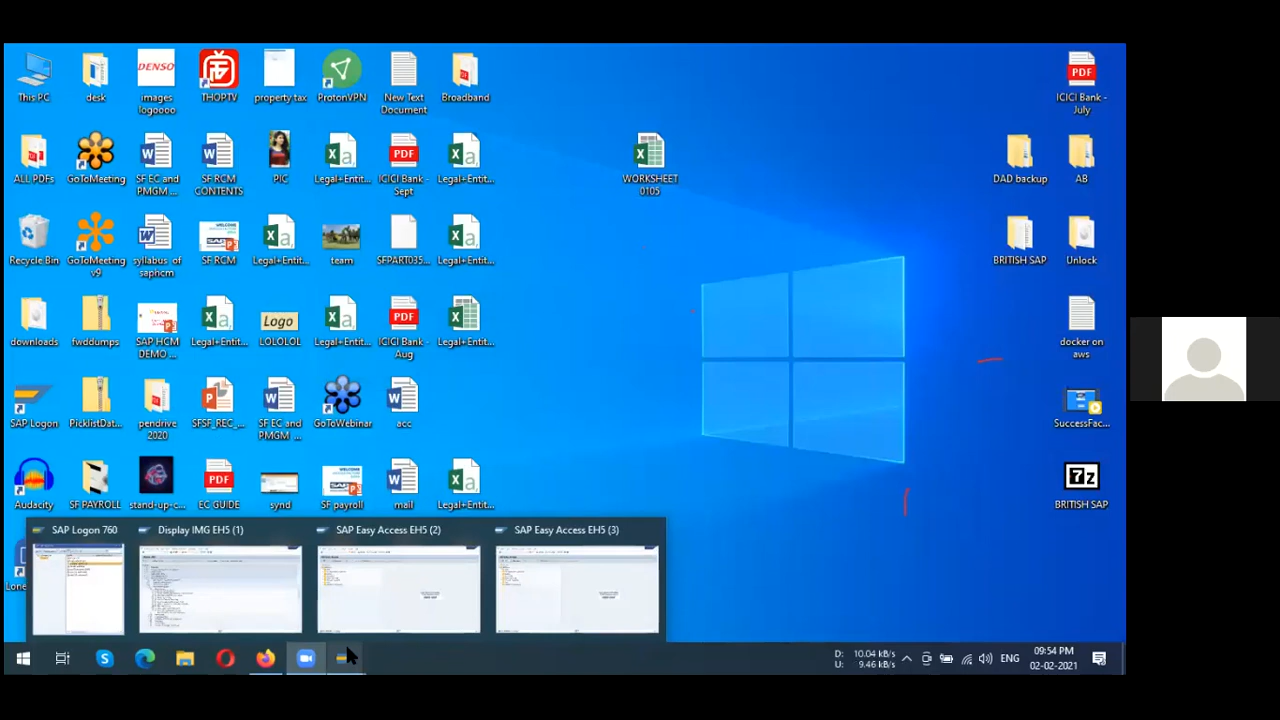 This PC
desk
images
logoooo
THOPTV
property tax
ProtonVPN
New Text
Document
Broadband
PDF
ICICI Bank -
July
DENSO
ALL PDFs
GoToMeeting
SF EC and
PMGM ...
SF RCM
CONTENTS
PIC
Legal+Entit...
PDF
ICICI Bank -
Sept
Legal+Entit...
WORKSHEET
0105
DAD backup
AB
Recycle Bin
GoToMeeting
v9
syllabus of
saphcm
SF RCM
Legal+Entit...
team
SFPART035...
Legal+Entit...
BRITISH SAP
Unlock
downloads
fwddumps
SAP HCM
DEMO ...
Legal+Entit...
Logo
LOLOLOL
Legal+Entit...
PDF
ICICI Bank -
Aug
Legal+Entit...
docker on
aws
SAP Logon
PicklistDat...
pendrive
2020
SFSF_REC_...
SF EC and
PMGM ...
GoToWebinar
acc
SuccessFac...
Audacity
SF PAYROLL
stand-up-c...
PDF
EC GUIDE
synd
SF payroll
mail
Legal+Entit...
7z
BRITISH SAP
SAP Logon 760
Display IMG EH5 (1)
SAP Easy Access EH5 (2)
SAP Easy Access EH5 (3)
D: 10.04 kB/s
U: 9.46 kB/s
ENG
09:54 PM
02-02-2021